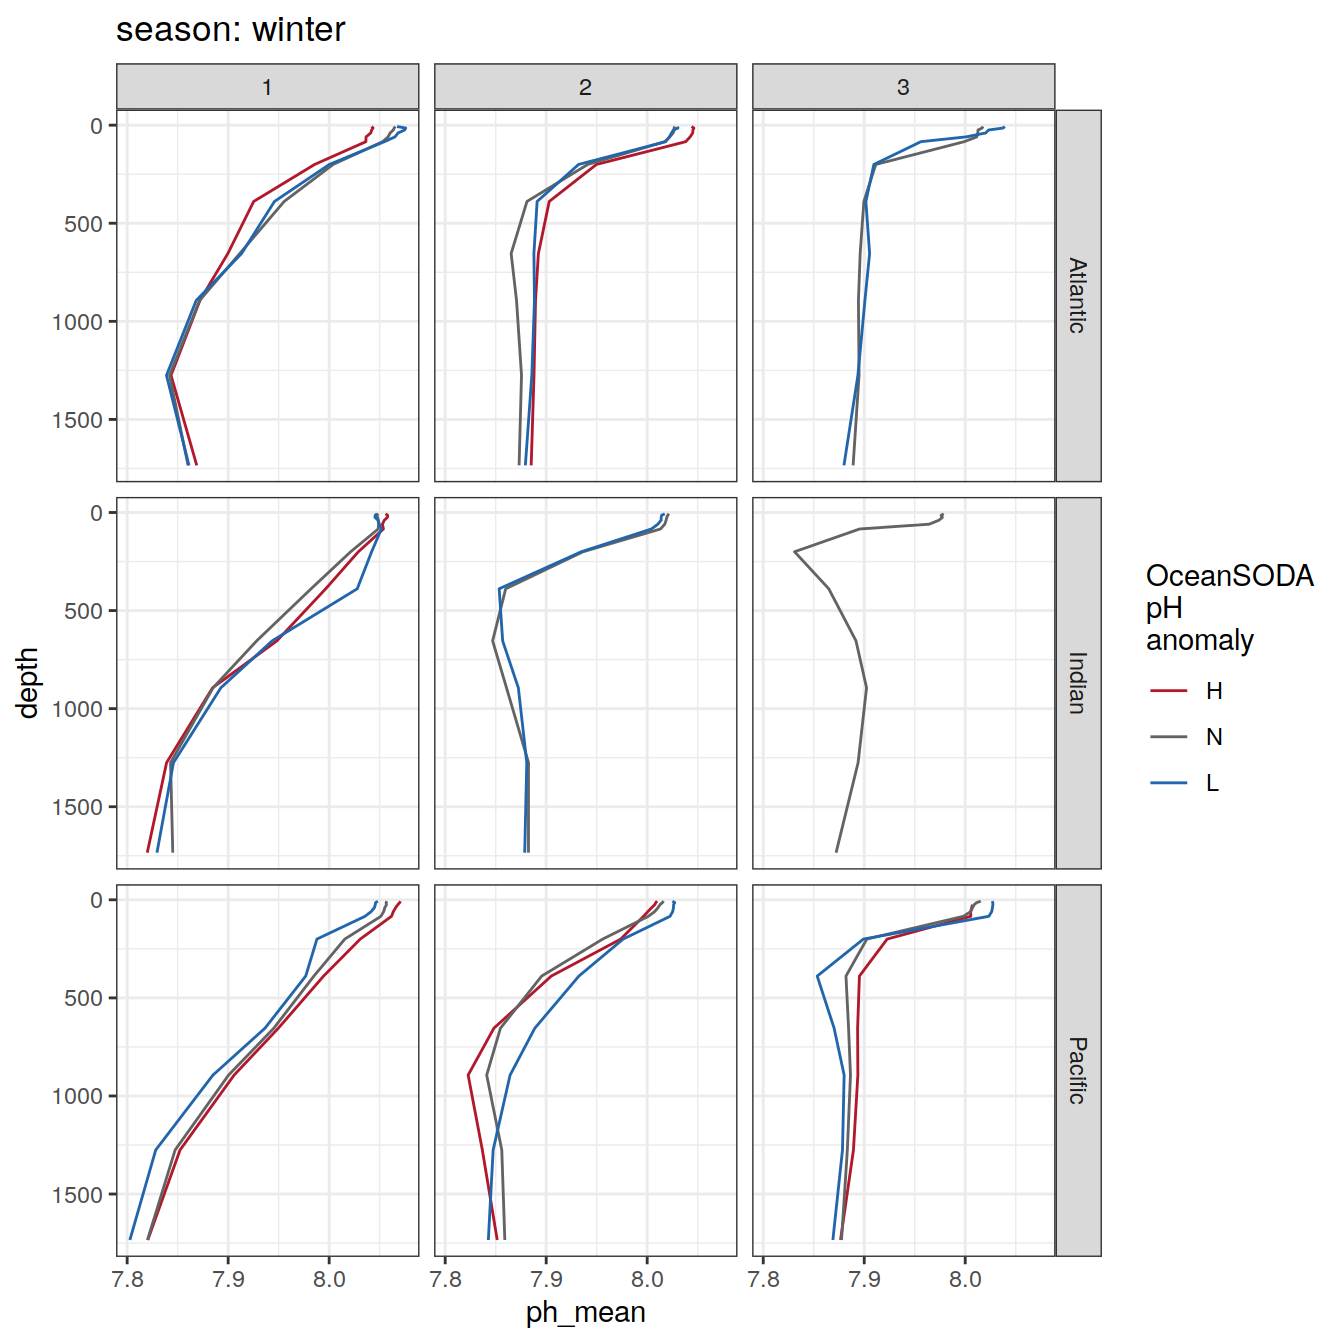 season: winter
1 2 3
0
500
1000
1500
Atlantic
0
500
1000
1500
Indian
0
500
1000
1500
Pacific
depth
7.8 7.9 8.0 7.8 7.9 8.0 7.8 7.9 8.0
ph_mean
OceanSODA
pH
anomaly
H
N
L